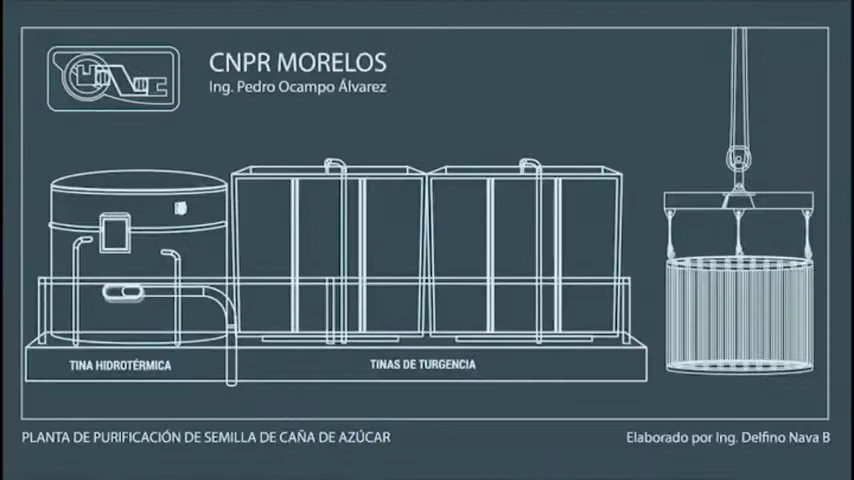 CNPR MORELOS
Ing. Pedro Ocampo Álvarez
TINA HIDROTÉRMICA
TINAS DE TURGENCIA
PLANTA DE PURIFICACIÓN DE SEMILLA DE CAÑA DE AZÚCAR
Elaborado por Ing. Delfino Nava B